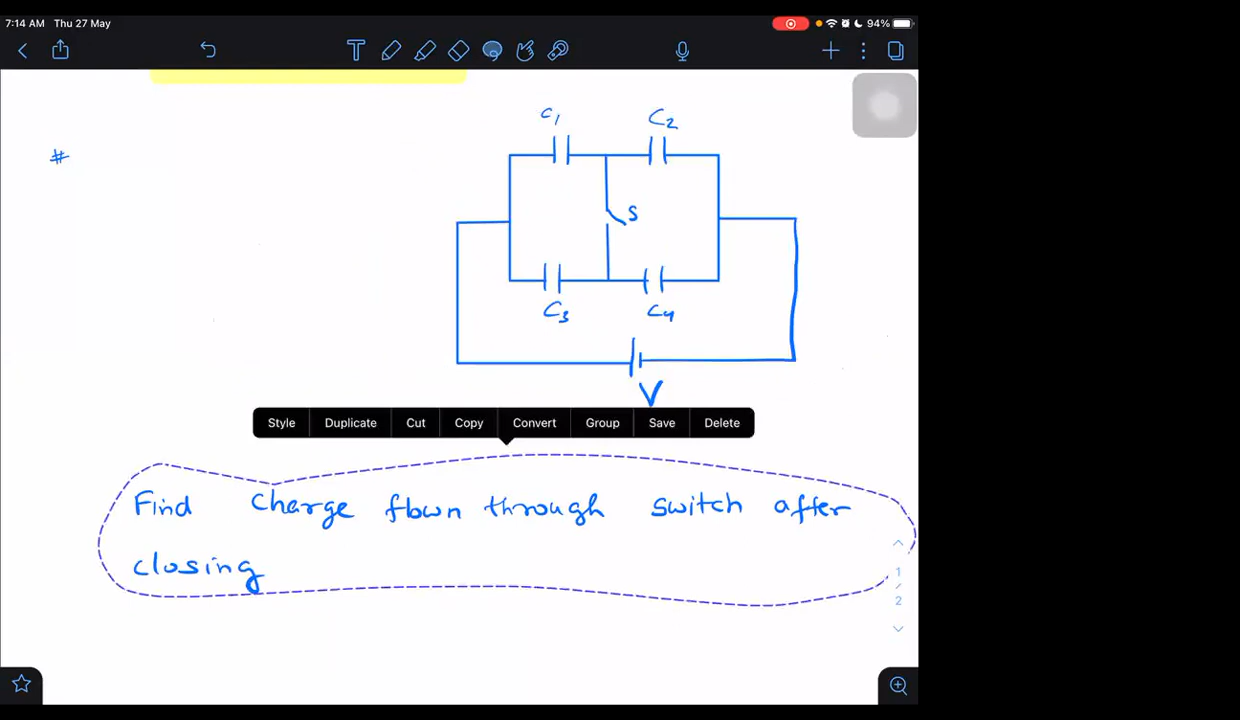 7:14 AM Thu 27 May
94%
T
C1
C2
#
S
C3
C4
V
Style Duplicate Cut Copy Convert Group Save Delete
Find charge flown through switch after
closing
1
/
2